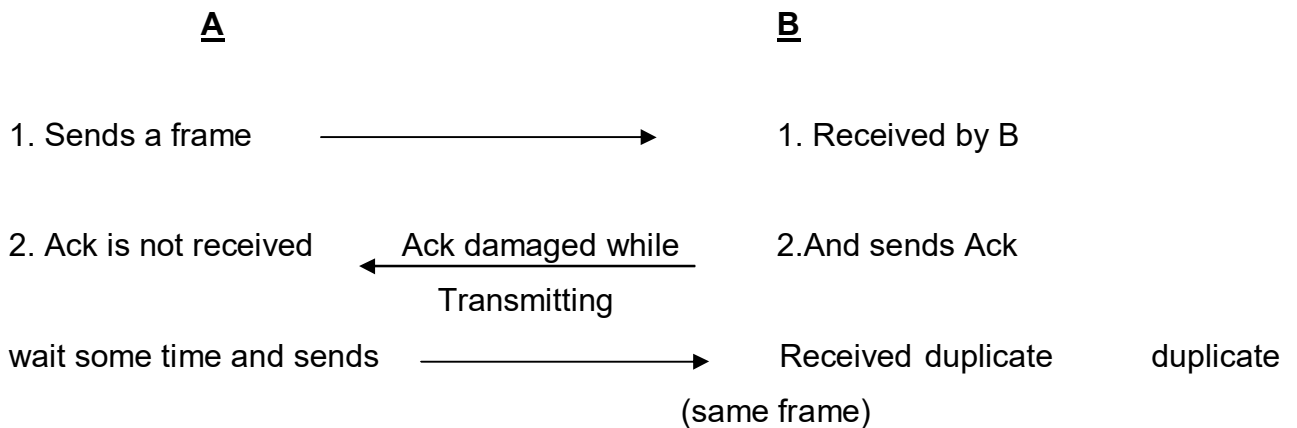 A B
1. Sends a frame 1. Received by B
2. Ack is not received Ack damaged while 2.And sends Ack
Transmitting
wait some time and sends Received duplicate duplicate
(same frame)